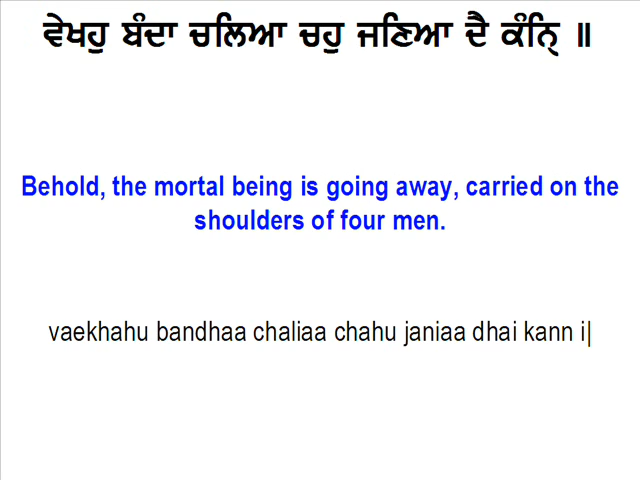 ਵੇਖਹੁ ਬੰਦਾ ਚਲਿਆ ਚਹੁ ਜਣਿਆ ਦੈ ਕੰਨਿੑ ॥
Behold, the mortal being is going away, carried on the
shoulders of four men.
vaekhahu bandhaa chaliaa chahu janiaa dhai kann i|